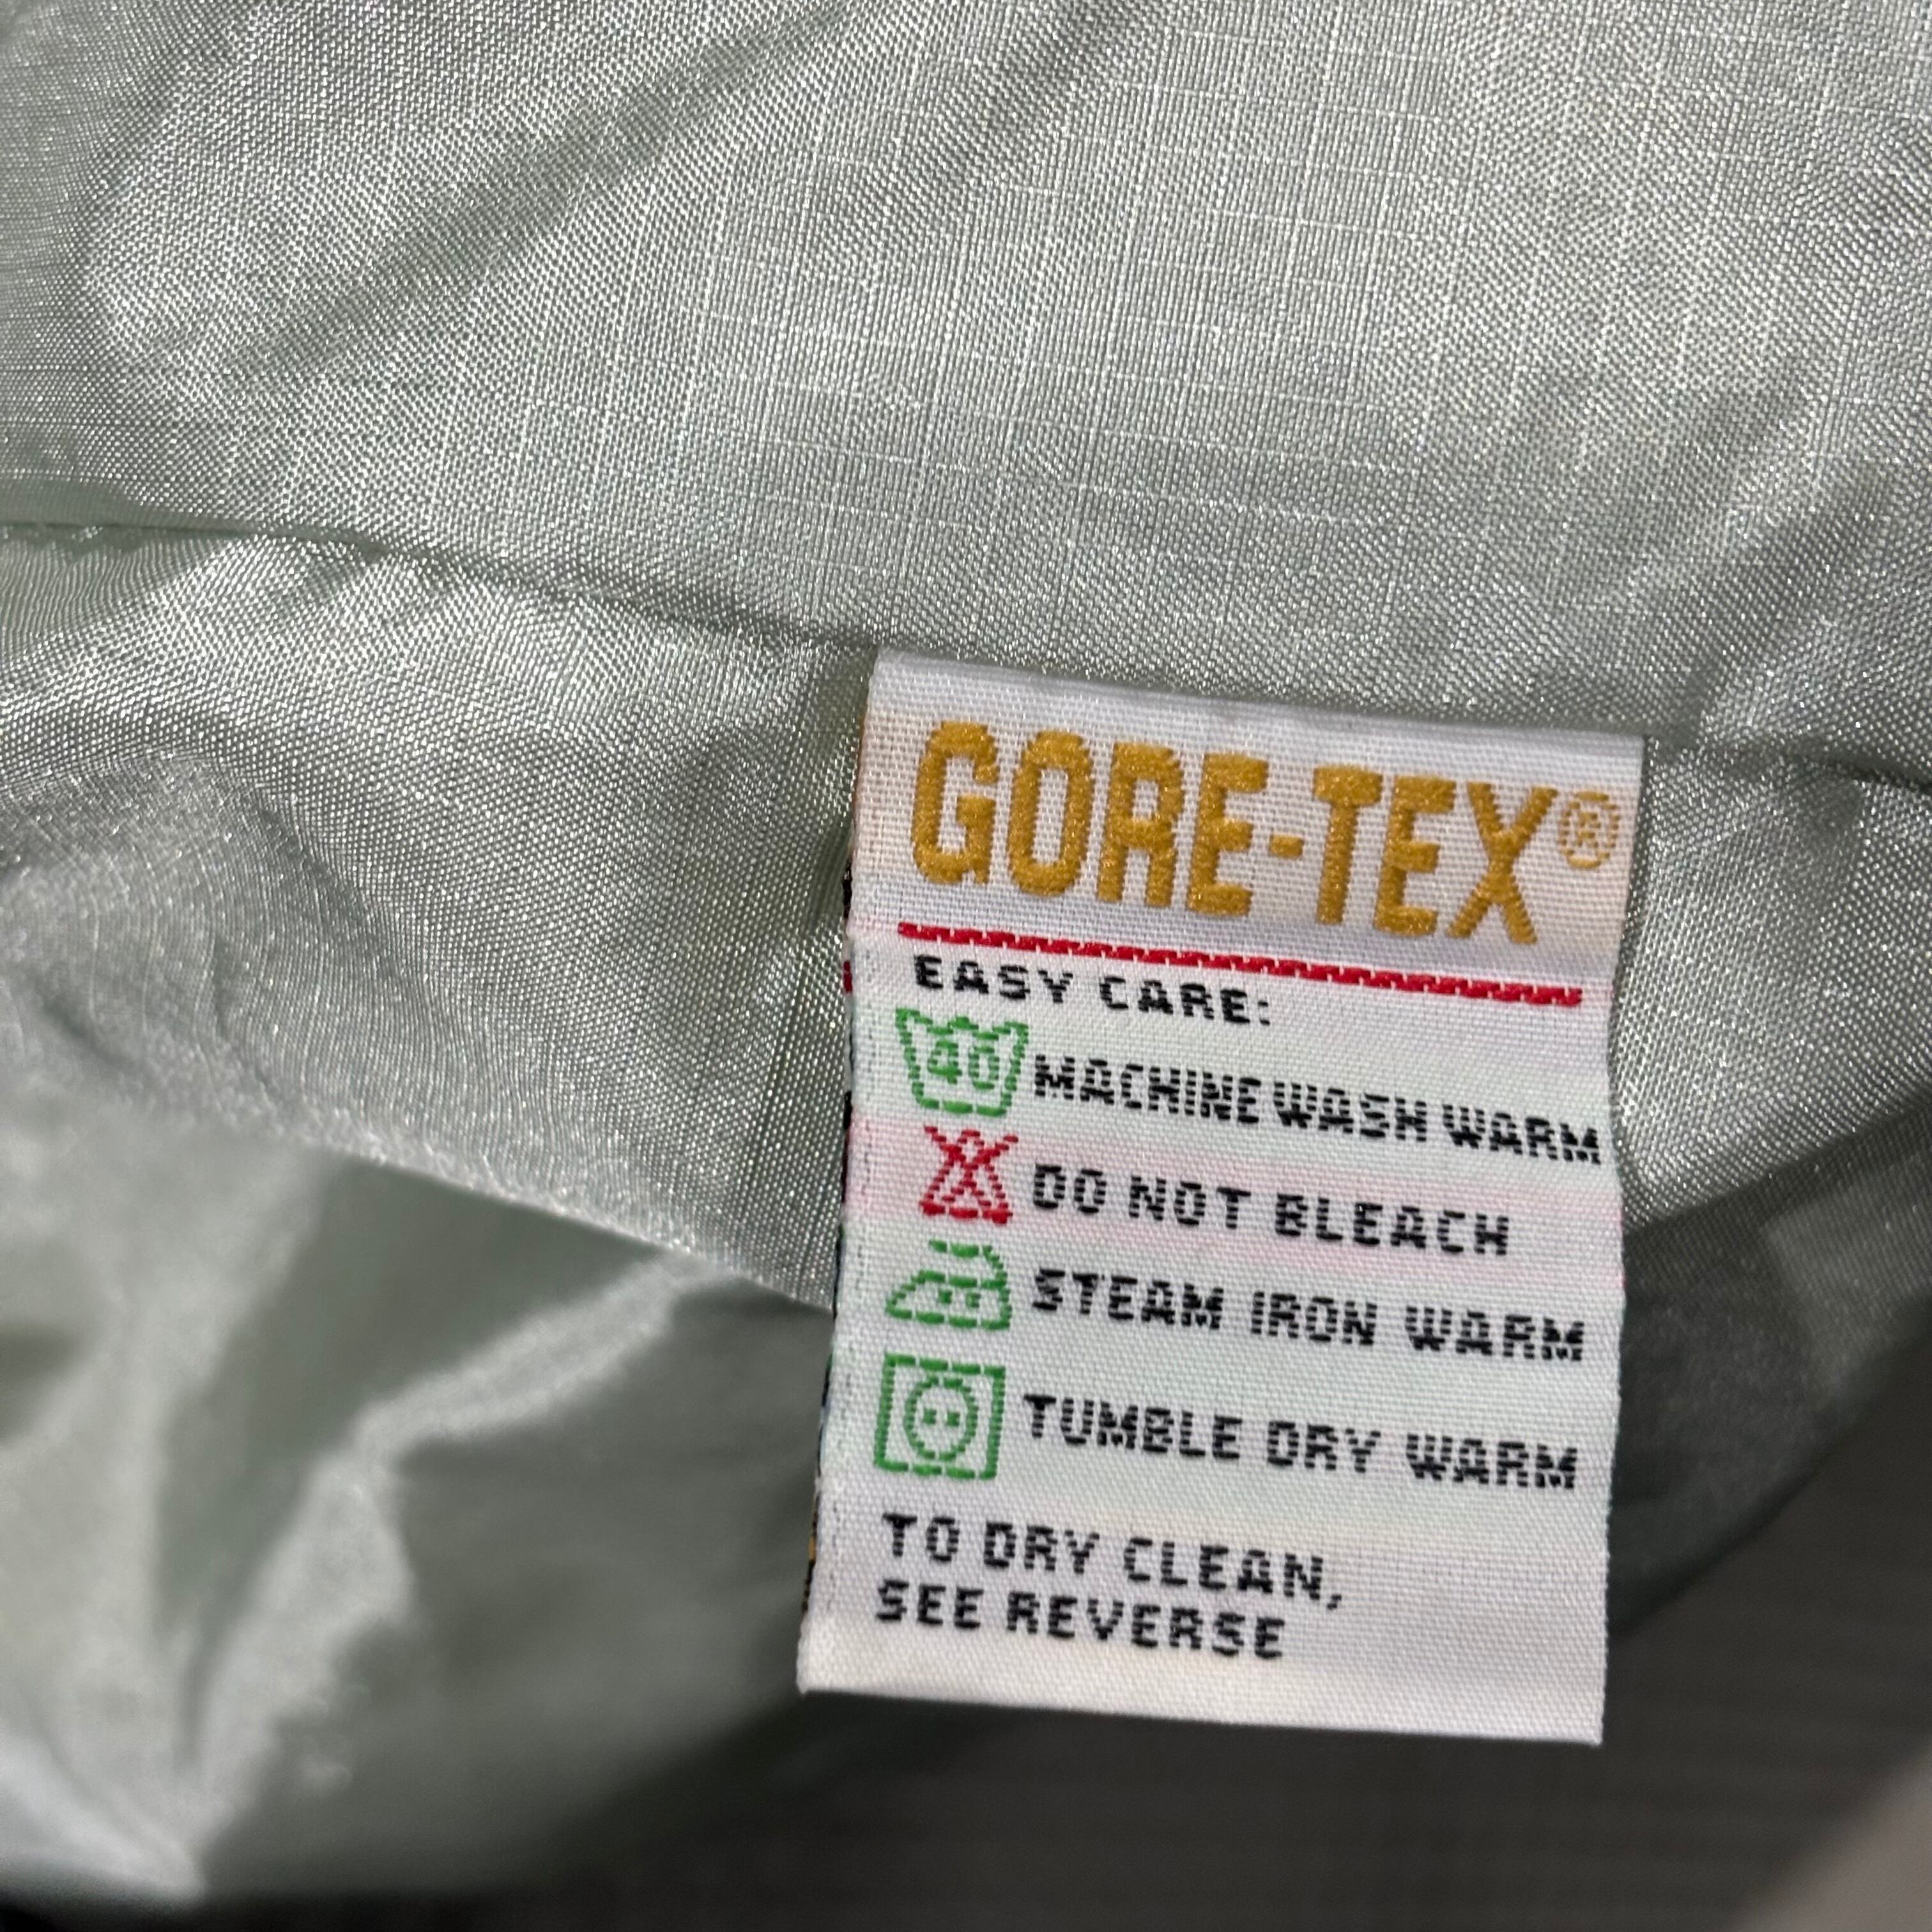 GORE-TEX®
EASY CARE:
40 MACHINE WASH WARM
DO NOT BLEACH
STEAM IRON WARM
TUMBLE DRY WARM
TO DRY CLEAN,
SEE REVERSE